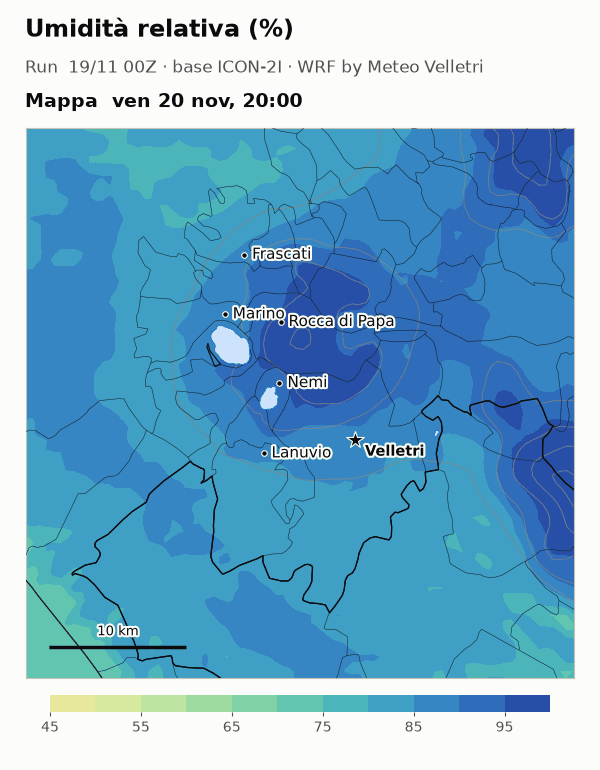 Umidità relativa (%)
Run  19/11 00Z · base ICON-2I · WRF by Meteo Velletri
Mappa  ven 20 nov, 20:00
Frascati
Marino
Rocca di Papa
Nemi
Lanuvio
Velletri
10 km
45 55 65 75 85 95